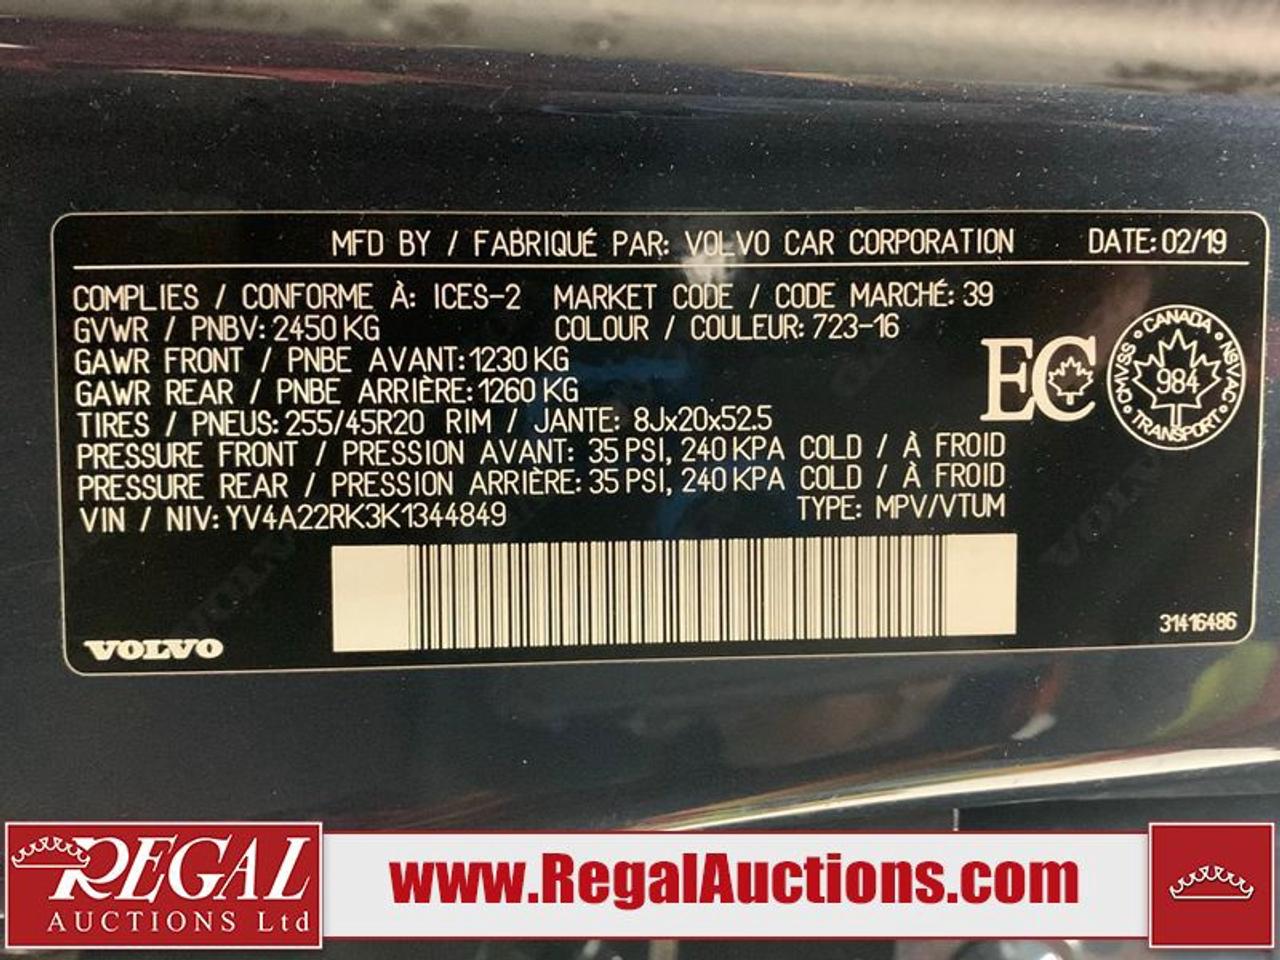 MFD BY / FABRIQUÉ PAR: VOLVO CAR CORPORATION DATE: 02/19
COMPLIES / CONFORME À: ICES-2 MARKET CODE / CODE MARCHÉ: 39
GVWR / PNBV: 2450 KG COLOUR / COULEUR: 723-16
GAWR FRONT / PNBE AVANT: 1230 KG
GAWR REAR / PNBE ARRIÈRE: 1260 KG
TIRES / PNEUS: 255/45R20 RIM / JANTE: 8Jx20x52.5
PRESSURE FRONT / PRESSION AVANT: 35 PSI, 240 KPA COLD / À FROID
PRESSURE REAR / PRESSION ARRIÈRE: 35 PSI, 240 KPA COLD / À FROID
VIN / NIV: YV4A22RK3K1344849 TYPE: MPV/VTUM
EC
CANADA
CMVSS
NSVAC
984
TRANSPORT
VOLVO
31416486
REGAL
AUCTIONS Ltd
www.RegalAuctions.com